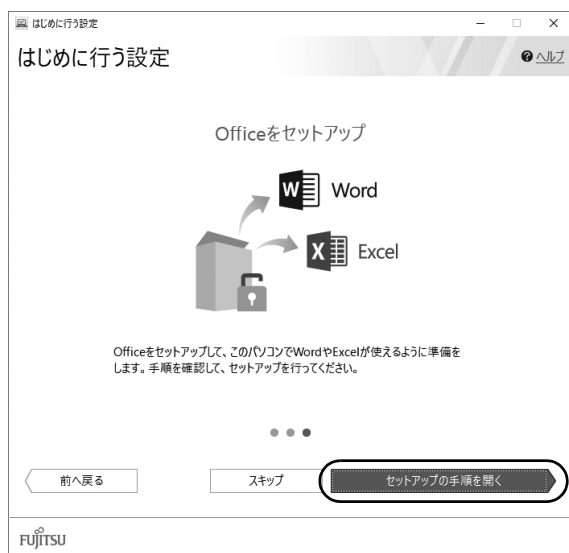 はじめに行う設定
はじめに行う設定
? ヘルプ
Officeをセットアップ
W Word
X Excel
Officeをセットアップして、このパソコンでWordやExcelが使えるように準備を
します。手順を確認して、セットアップを行ってください。
前へ戻る
スキップ
セットアップの手順を開く
FUJITSU